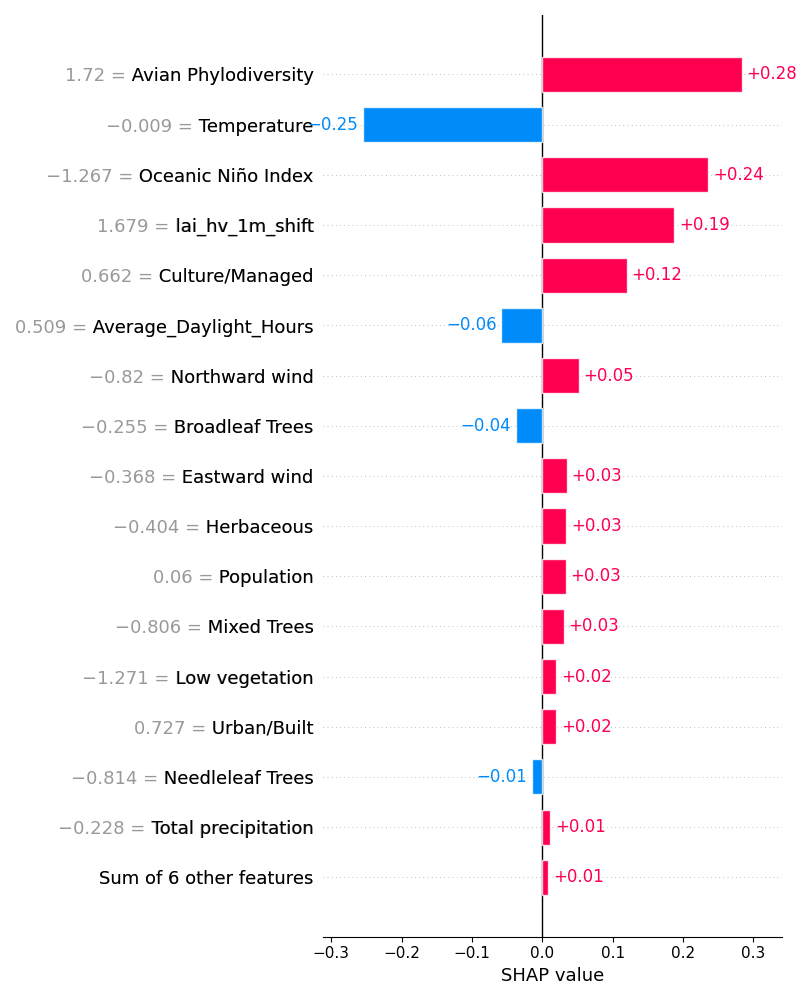 1.72 = Avian Phylodiversity +0.28
−0.009 = Temperature −0.25
−1.267 = Oceanic Niño Index +0.24
1.679 = lai_hv_1m_shift +0.19
0.662 = Culture/Managed +0.12
0.509 = Average_Daylight_Hours −0.06
−0.82 = Northward wind +0.05
−0.255 = Broadleaf Trees −0.04
−0.368 = Eastward wind +0.03
−0.404 = Herbaceous +0.03
0.06 = Population +0.03
−0.806 = Mixed Trees +0.03
−1.271 = Low vegetation +0.02
0.727 = Urban/Built +0.02
−0.814 = Needleleaf Trees −0.01
−0.228 = Total precipitation +0.01
Sum of 6 other features +0.01
−0.3 −0.2 −0.1 0.0 0.1 0.2 0.3
SHAP value